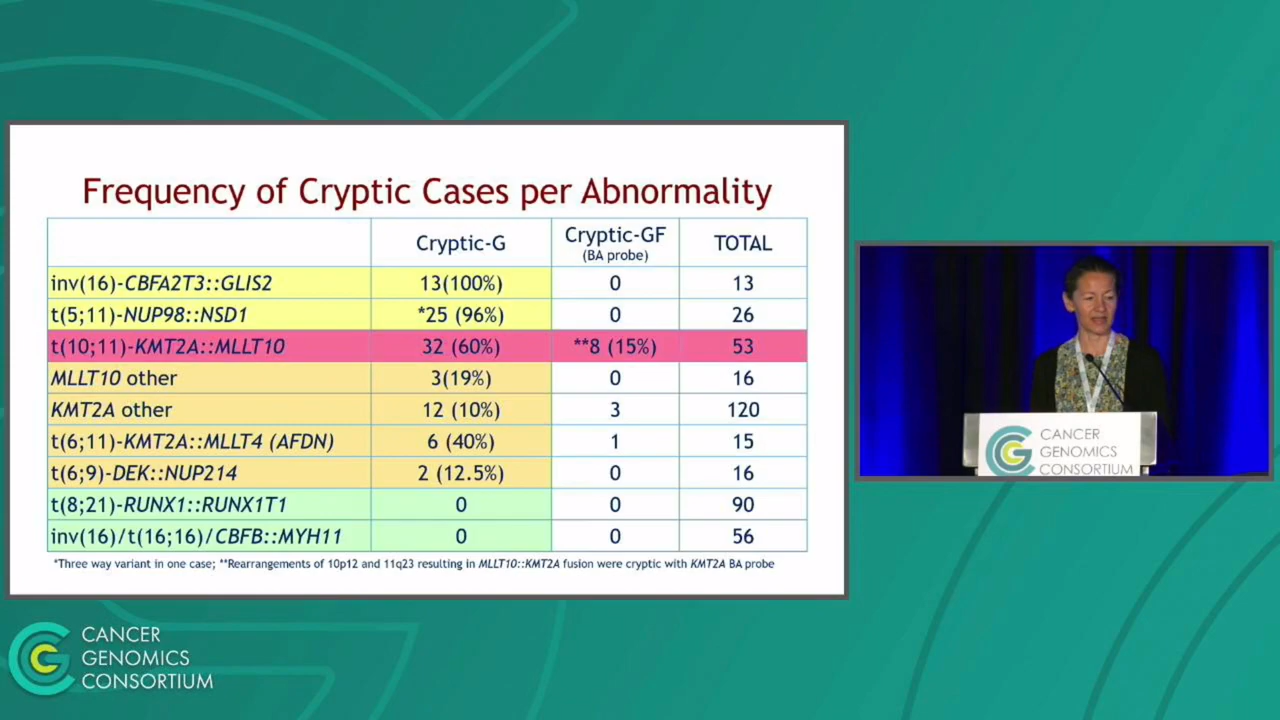 Frequency of Cryptic Cases per Abnormality
Cryptic-G Cryptic-GF (BA probe) TOTAL
inv(16)-CBFA2T3::GLIS2 13(100%) 0 13
t(5;11)-NUP98::NSD1 *25 (96%) 0 26
t(10;11)-KMT2A::MLLT10 32 (60%) **8 (15%) 53
MLLT10 other 3(19%) 0 16
KMT2A other 12 (10%) 3 120
t(6;11)-KMT2A::MLLT4 (AFDN) 6 (40%) 1 15
t(6;9)-DEK::NUP214 2 (12.5%) 0 16
t(8;21)-RUNX1::RUNX1T1 0 0 90
inv(16)/t(16;16)/CBFB::MYH11 0 0 56
*Three way variant in one case; **Rearrangements of 10p12 and 11q23 resulting in MLLT10::KMT2A fusion were cryptic with KMT2A BA probe
CANCER
GENOMICS
CONSORTIUM
CANCER
GENOMICS
CONSORTIUM